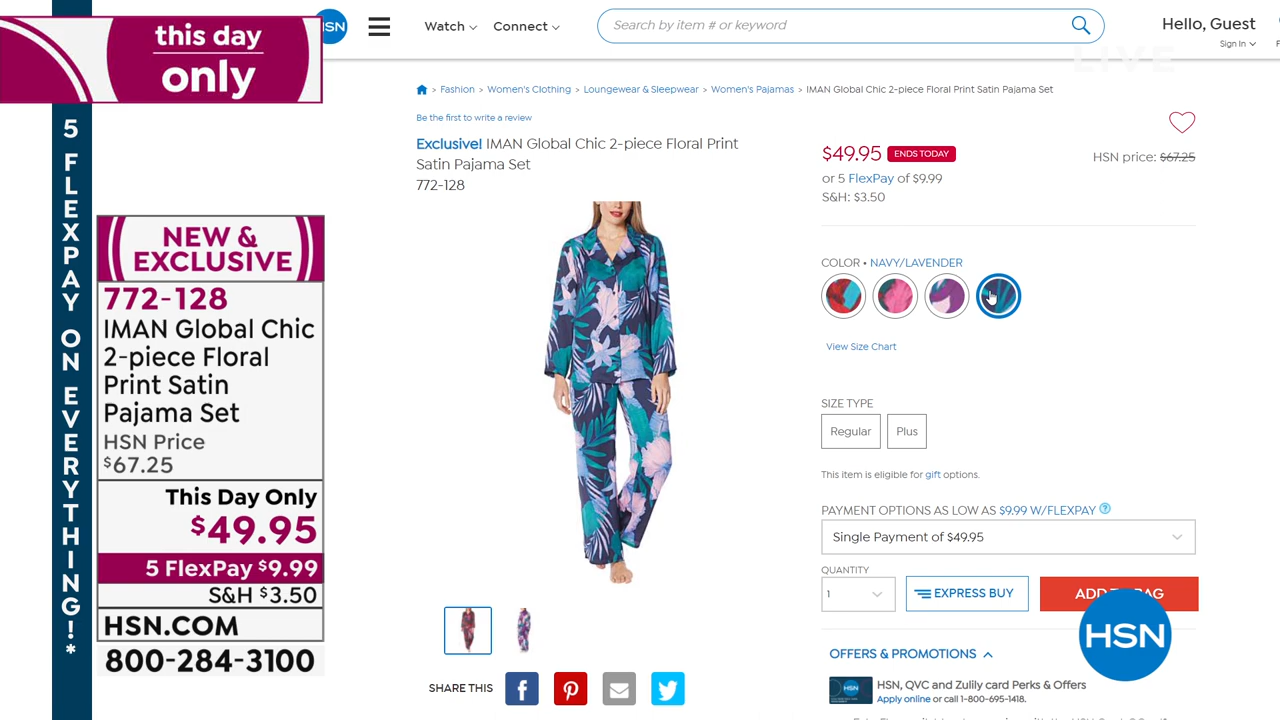 this day
only
5 FLEXPAY ON EVERYTHING!*
NEW &
EXCLUSIVE
772-128
IMAN Global Chic
2-piece Floral
Print Satin
Pajama Set
HSN Price
$67.25
This Day Only
$49.95
5 FlexPay $9.99
S&H $3.50
HSN.COM
800-284-3100
HSN
Watch
Connect
Search by item # or keyword
Hello, Guest
Sign In
LIVE
> Fashion > Women's Clothing > Loungewear & Sleepwear > Women's Pajamas > IMAN Global Chic 2-piece Floral Print Satin Pajama Set
Be the first to write a review
Exclusive! IMAN Global Chic 2-piece Floral Print
Satin Pajama Set
772-128
$49.95 ENDS TODAY
HSN price: $67.25
or 5 FlexPay of $9.99
S&H: $3.50
COLOR • NAVY/LAVENDER
View Size Chart
SIZE TYPE
Regular
Plus
This item is eligible for gift options.
PAYMENT OPTIONS AS LOW AS $9.99 W/FLEXPAY ?
Single Payment of $49.95
QUANTITY
1
EXPRESS BUY
HSN
OFFERS & PROMOTIONS
HSN
HSN, QVC and Zulily card Perks & Offers
Apply online or call 1-800-695-1418.
SHARE THIS